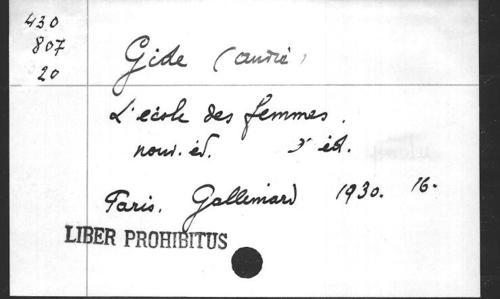 430
807
20
Gide (André)
L'école des femmes.
nouv. éd. 3e éd.
Paris. Gallimard 1930. 16.
LIBER PROHIBITUS